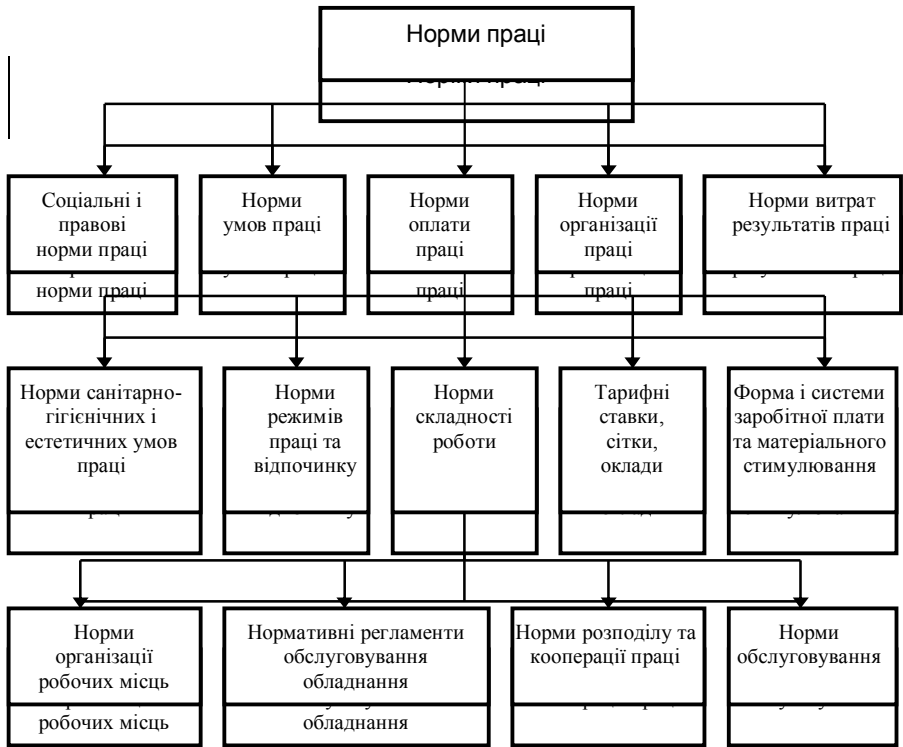 Норми праці
Соціальні і
правові
норми праці
норми праці
Норми
умов праці
Норми
оплати
праці
праці
Норми
організації
праці
праці
Норми витрат
результатів праці
Норми санітарно-
гігієнічних і
естетичних умов
праці
Норми
режимів
праці та
відпочинку
Норми
складності
роботи
Тарифні
ставки,
сітки,
оклади
Форма і системи
заробітної плати
та матеріального
стимулювання
Норми
організації
робочих місць
робочих місць
Нормативні регламенти
обслуговування
обладнання
обладнання
Норми розподілу та
кооперації праці
Норми
обслуговування